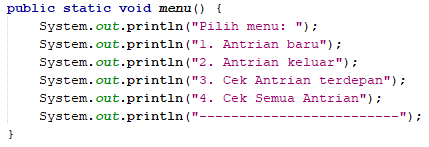 public static void menu() {
    System.out.println("Pilih menu: ");
    System.out.println("1. Antrian baru");
    System.out.println("2. Antrian keluar");
    System.out.println("3. Cek Antrian terdepan");
    System.out.println("4. Cek Semua Antrian");
    System.out.println("-------------------------");
}